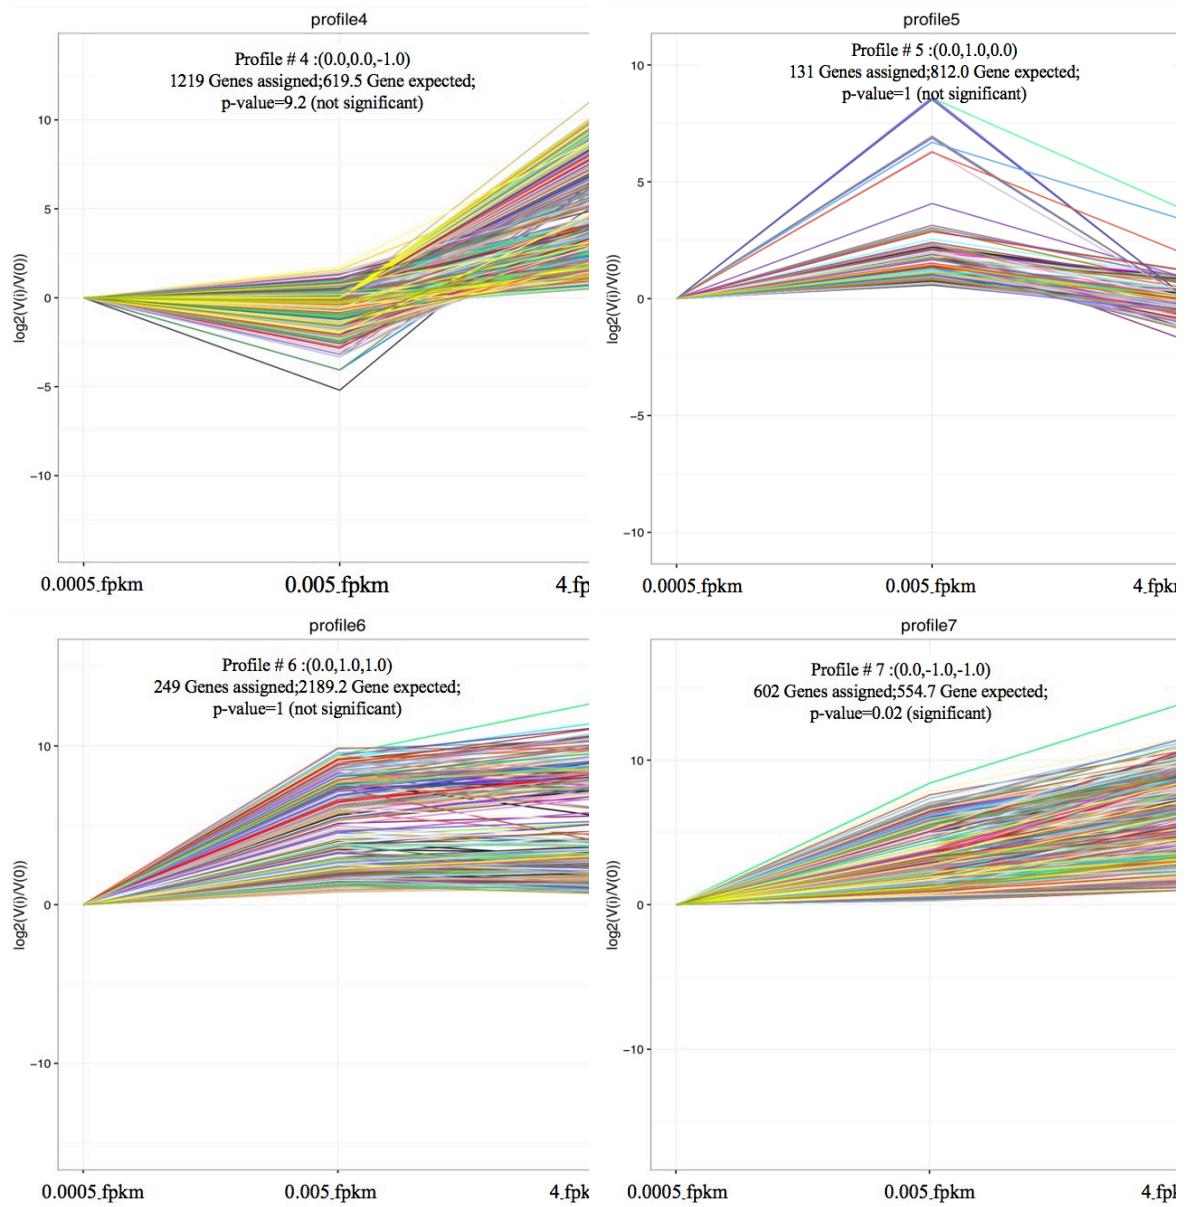 profile4
Profile # 4 :(0.0,0.0,-1.0)
1219 Genes assigned;619.5 Gene expected;
p-value=9.2 (not significant)
log2(V(i)/V(0))
10
5
0
−5
−10
0.0005_fpkm
0.005_fpkm
4_fp
profile5
Profile # 5 :(0.0,1.0,0.0)
131 Genes assigned;812.0 Gene expected;
p-value=1 (not significant)
log2(V(i)/V(0))
10
5
0
−5
−10
0.0005_fpkm
0.005_fpkm
4_fpk
profile6
Profile # 6 :(0.0,1.0,1.0)
249 Genes assigned;2189.2 Gene expected;
p-value=1 (not significant)
log2(V(i)/V(0))
10
0
−10
0.0005_fpkm
0.005_fpkm
4_fpk
profile7
Profile # 7 :(0.0,-1.0,-1.0)
602 Genes assigned;554.7 Gene expected;
p-value=0.02 (significant)
log2(V(i)/V(0))
10
0
−10
0.0005_fpkm
0.005_fpkm
4_fpk